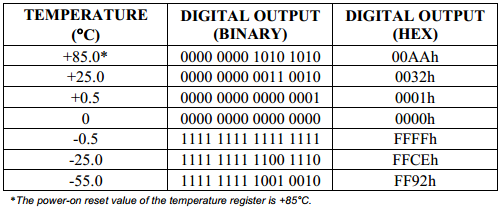 TEMPERATURE (°C) DIGITAL OUTPUT (BINARY) DIGITAL OUTPUT (HEX)
+85.0* 0000 0000 1010 1010 00AAh
+25.0 0000 0000 0011 0010 0032h
+0.5 0000 0000 0000 0001 0001h
0 0000 0000 0000 0000 0000h
-0.5 1111 1111 1111 1111 FFFFh
-25.0 1111 1111 1100 1110 FFCEh
-55.0 1111 1111 1001 0010 FF92h
*The power-on reset value of the temperature register is +85°C.